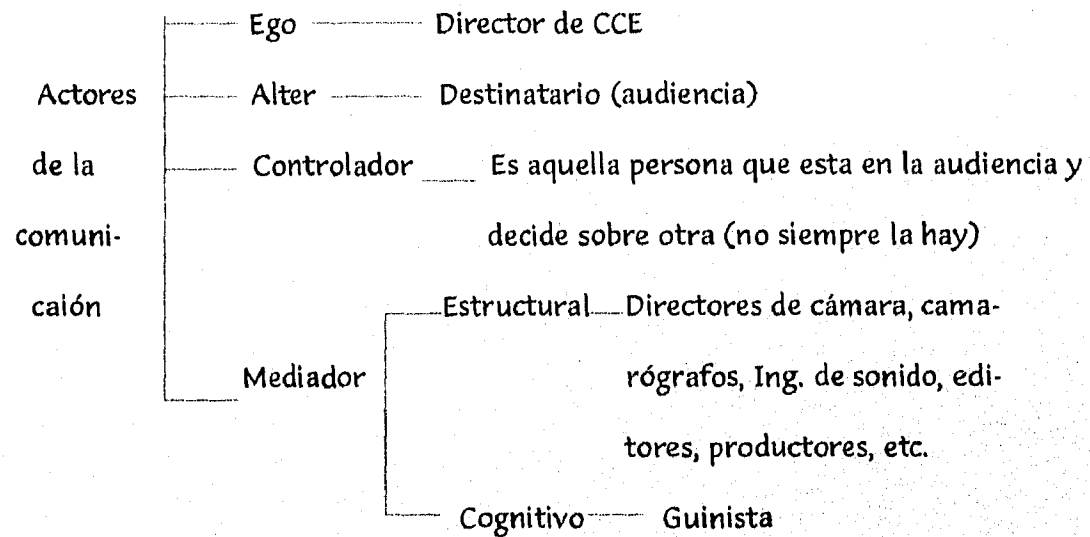 Ego Director de CCE
Actores Alter Destinatario (audiencia)
de la Controlador Es aquella persona que esta en la audiencia y
comuni- decide sobre otra (no siempre la hay)
caión Estructural Directores de cámara, cama-
Mediador rógrafos, Ing. de sonido, edi-
tores, productores, etc.
Cognitivo Guinista